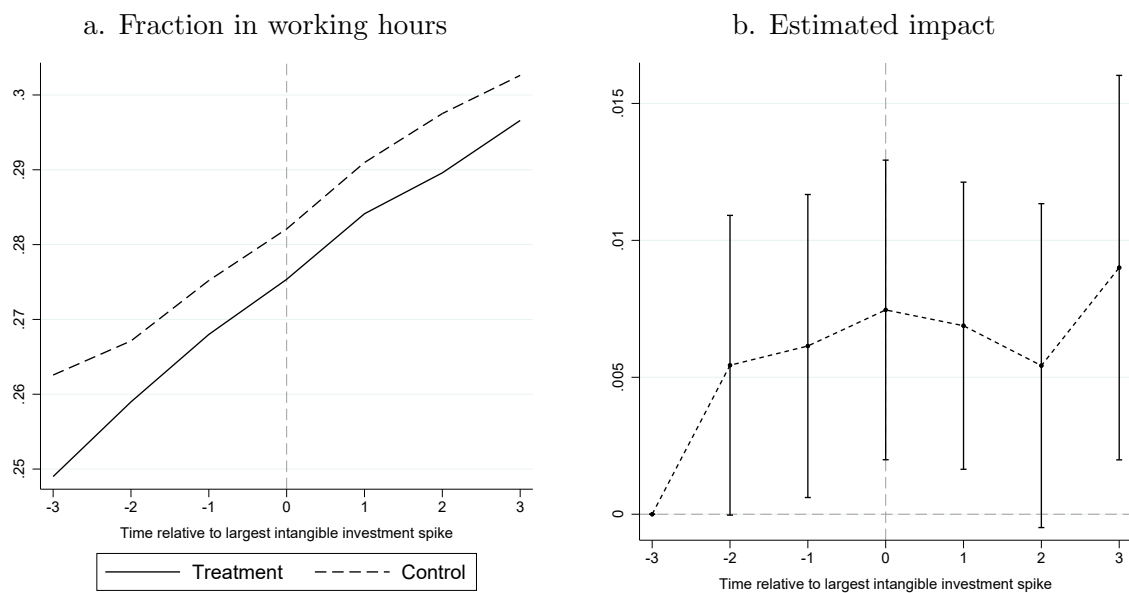 a. Fraction in working hours
.3
.29
.28
.27
.26
.25
-3 -2 -1 0 1 2 3
Time relative to largest intangible investment spike
Treatment Control
b. Estimated impact
.015
.01
.005
0
-3 -2 -1 0 1 2 3
Time relative to largest intangible investment spike